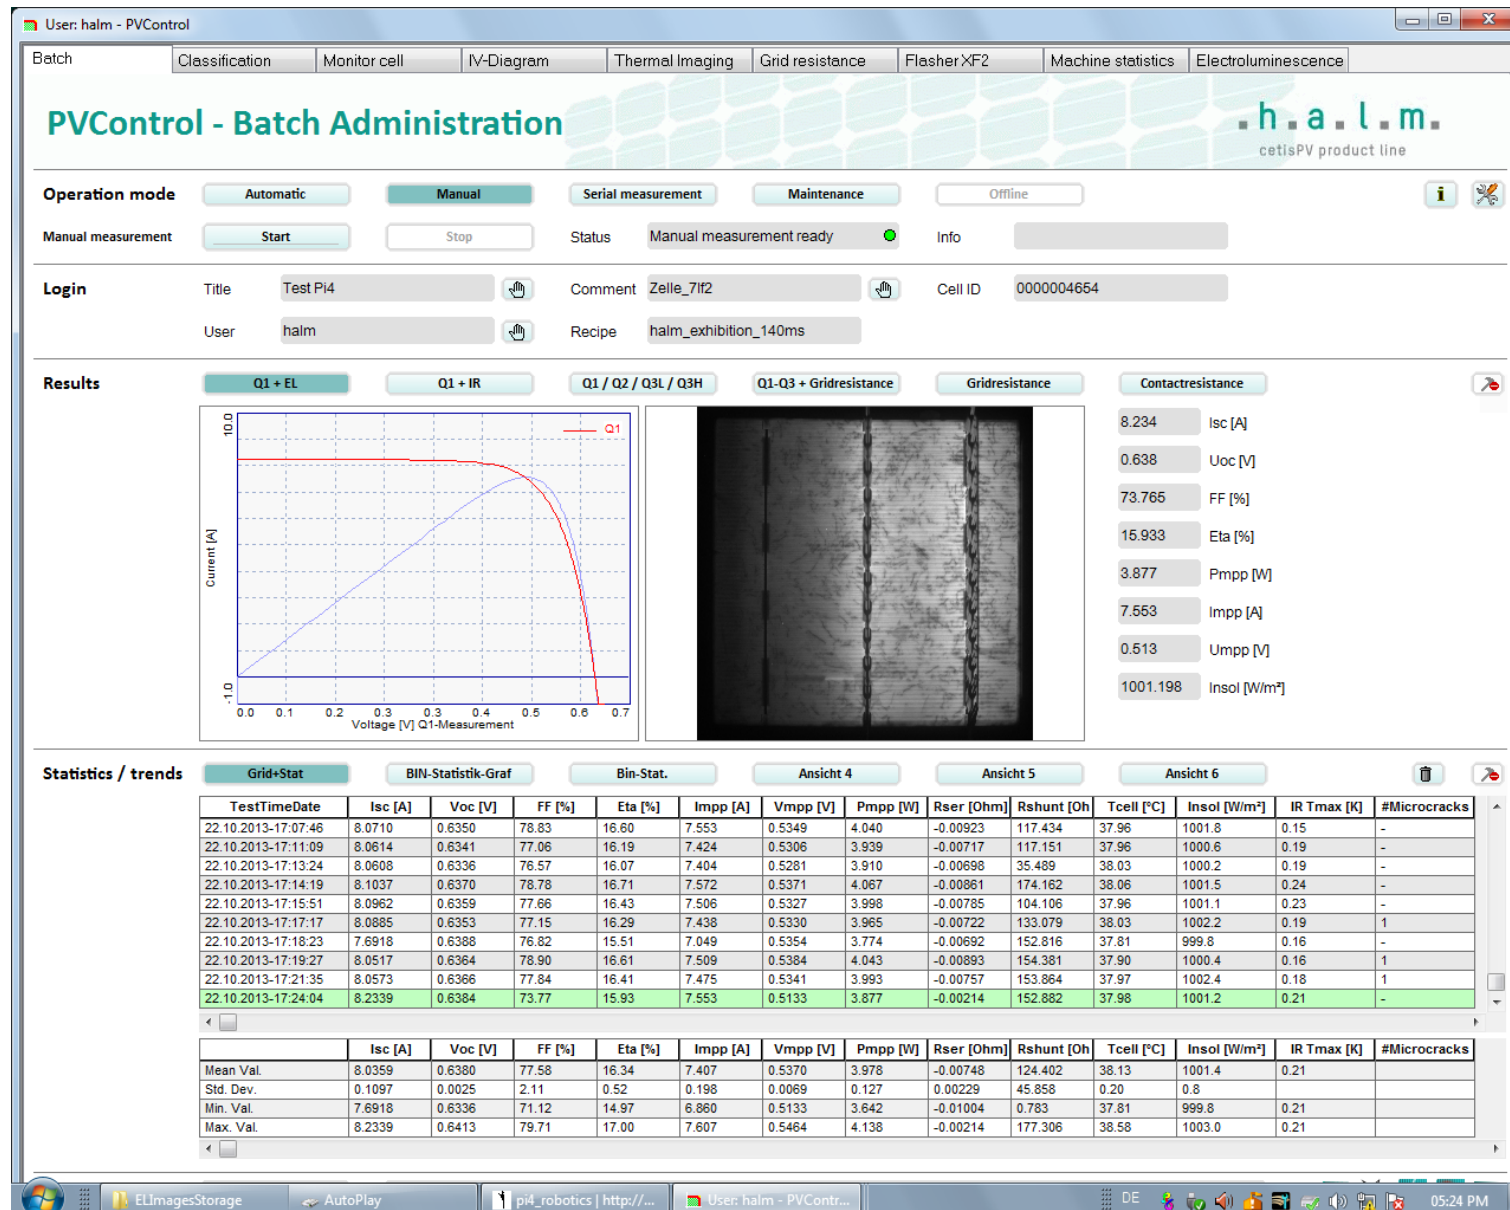 User: halm - PVControl
Batch Classification Monitor cell IV-Diagram Thermal Imaging Grid resistance Flasher XF2 Machine statistics Electroluminescence
PVControl - Batch Administration
.h.a.l.m.
cetisPV product line
Operation mode Automatic Manual Serial measurement Maintenance Offline i
Manual measurement Start Stop Status Manual measurement ready Info
Login Title Test Pi4 Comment Zelle_7lf2 Cell ID 0000004654
User halm Recipe halm_exhibition_140ms
Results Q1 + EL Q1 + IR Q1 / Q2 / Q3L / Q3H Q1-Q3 + Gridresistance Gridresistance Contactresistance
10.0
Q1
Current [A]
-1.0
0.0 0.1 0.2 0.3 0.3 0.4 0.5 0.6 0.7
Voltage [V] Q1-Measurement
8.234 Isc [A]
0.638 Uoc [V]
73.765 FF [%]
15.933 Eta [%]
3.877 Pmpp [W]
7.553 Impp [A]
0.513 Umpp [V]
1001.198 Insol [W/m²]
Statistics / trends Grid+Stat BIN-Statistik-Graf Bin-Stat. Ansicht 4 Ansicht 5 Ansicht 6
TestTimeDate Isc [A] Voc [V] FF [%] Eta [%] Impp [A] Vmpp [V] Pmpp [W] Rser [Ohm] Rshunt [Oh Tcell [°C] Insol [W/m²] IR Tmax [K] #Microcracks
22.10.2013-17:07:46 8.0710 0.6350 78.83 16.60 7.553 0.5349 4.040 -0.00923 117.434 37.96 1001.8 0.15 -
22.10.2013-17:11:09 8.0614 0.6341 77.06 16.19 7.424 0.5306 3.939 -0.00717 117.151 37.96 1000.6 0.19 -
22.10.2013-17:13:24 8.0608 0.6336 76.57 16.07 7.404 0.5281 3.910 -0.00698 35.489 38.03 1000.2 0.19 -
22.10.2013-17:14:19 8.1037 0.6370 78.78 16.71 7.572 0.5371 4.067 -0.00861 174.162 38.06 1001.5 0.24 -
22.10.2013-17:15:51 8.0962 0.6359 77.66 16.43 7.506 0.5327 3.998 -0.00785 104.106 37.96 1001.1 0.23 -
22.10.2013-17:17:17 8.0885 0.6353 77.15 16.29 7.438 0.5330 3.965 -0.00722 133.079 38.03 1002.2 0.19 1
22.10.2013-17:18:23 7.6918 0.6388 76.82 15.51 7.049 0.5354 3.774 -0.00692 152.816 37.81 999.8 0.16 -
22.10.2013-17:19:27 8.0517 0.6364 78.90 16.61 7.509 0.5384 4.043 -0.00893 154.381 37.90 1000.4 0.16 1
22.10.2013-17:21:35 8.0573 0.6366 77.84 16.41 7.475 0.5341 3.993 -0.00757 153.864 37.97 1002.4 0.18 1
22.10.2013-17:24:04 8.2339 0.6384 73.77 15.93 7.553 0.5133 3.877 -0.00214 152.882 37.98 1001.2 0.21 -
Isc [A] Voc [V] FF [%] Eta [%] Impp [A] Vmpp [V] Pmpp [W] Rser [Ohm] Rshunt [Oh Tcell [°C] Insol [W/m²] IR Tmax [K] #Microcracks
Mean Val. 8.0359 0.6380 77.58 16.34 7.407 0.5370 3.978 -0.00748 124.402 38.13 1001.4 0.21
Std. Dev. 0.1097 0.0025 2.11 0.52 0.198 0.0069 0.127 0.00229 45.858 0.20 0.8
Min. Val. 7.6918 0.6336 71.12 14.97 6.860 0.5133 3.642 -0.01004 0.783 37.81 999.8 0.21
Max. Val. 8.2339 0.6413 79.71 17.00 7.607 0.5464 4.138 -0.00214 177.306 38.58 1003.0 0.21
ELImagesStorage AutoPlay pi4_robotics | http://... User: halm - PVContr... DE 05:24 PM